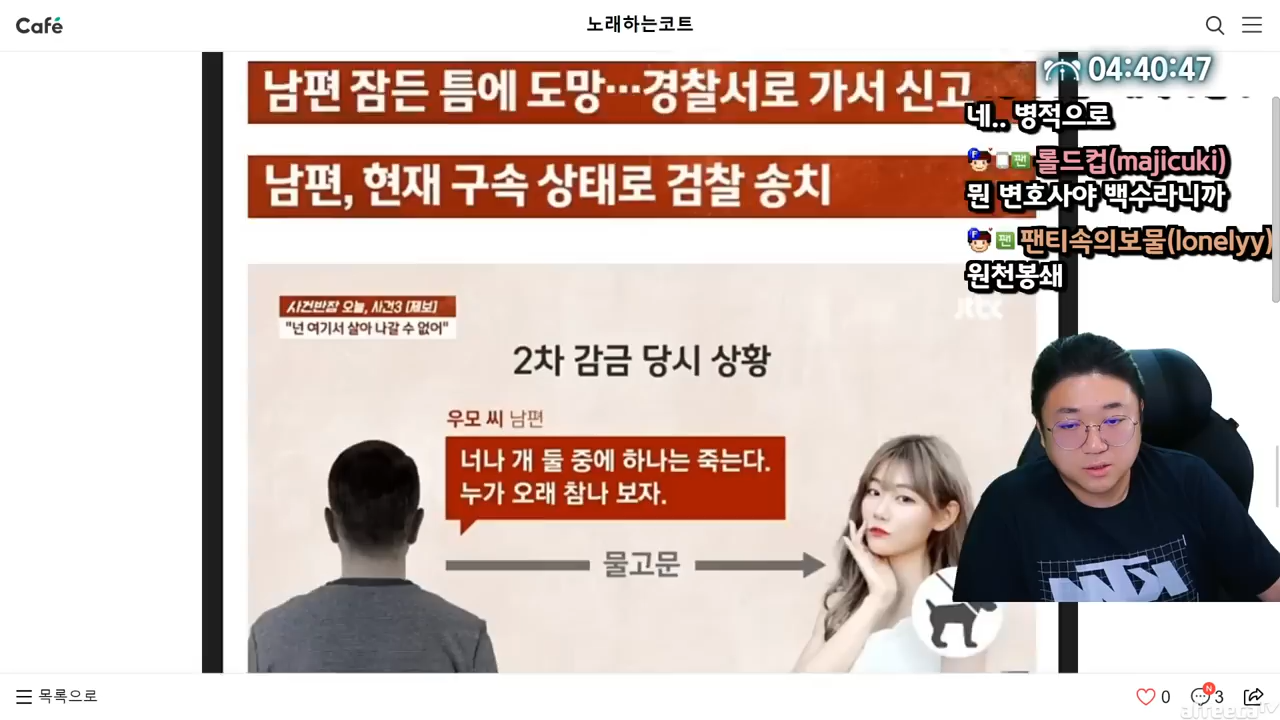 Café
노래하는코트
남편 잠든 틈에 도망…경찰서로 가서 신고
남편, 현재 구속 상태로 검찰 송치
04:40:47
네.. 병적으로
F 팬 롤드컵(majicuki)
뭔 변호사야 백수라니까
F 팬 팬티속의보물(lonelyy)
원천봉쇄
사건반장 오늘, 사건3 [제보]
"넌 여기서 살아 나갈 수 없어"
jtbc
2차 감금 당시 상황
우모 씨 남편
너나 개 둘 중에 하나는 죽는다.
누가 오래 참나 보자.
물고문
KTM
목록으로
0
N
3
afreecaTV